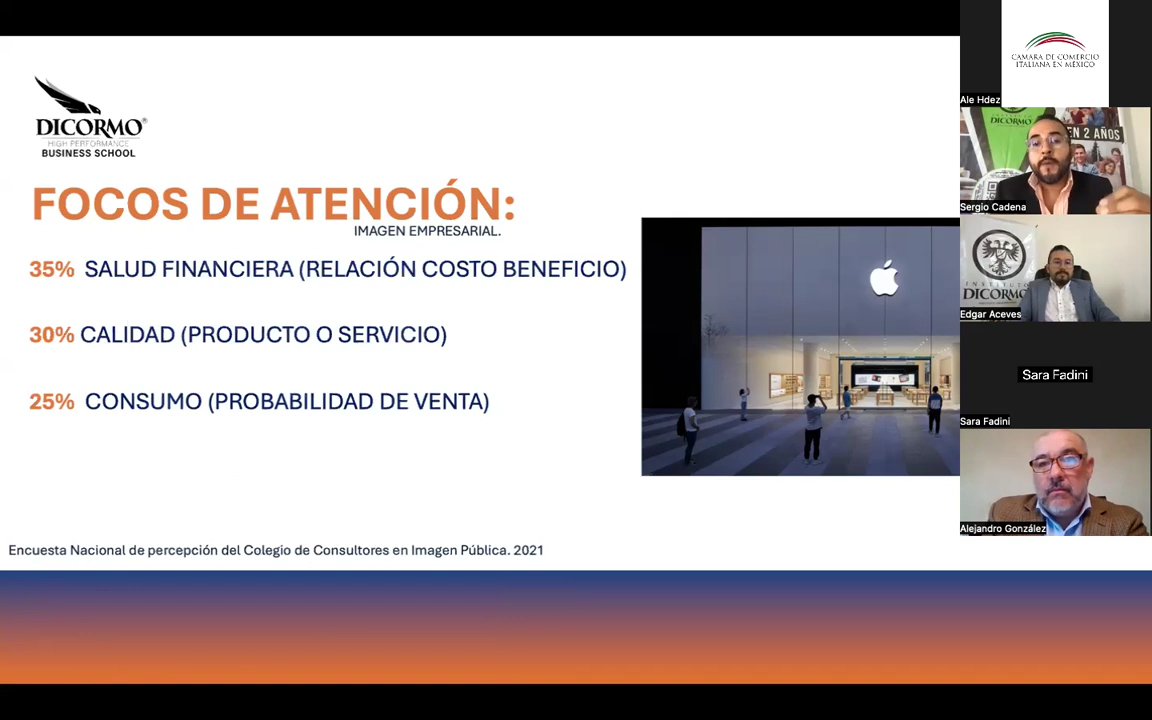 DICORMO®
HIGH PERFORMANCE
BUSINESS SCHOOL
FOCOS DE ATENCIÓN:
IMAGEN EMPRESARIAL.
35% SALUD FINANCIERA (RELACIÓN COSTO BENEFICIO)
30% CALIDAD (PRODUCTO O SERVICIO)
25% CONSUMO (PROBABILIDAD DE VENTA)
Encuesta Nacional de percepción del Colegio de Consultores en Imagen Pública. 2021
CAMARA DE COMERCIO
ITALIANA EN MÉXICO
Ale Hdez
DICORMO
EN 2 AÑOS
Sergio Cadena
INSTITUTO
DICORMO
Edgar Aceves
Sara Fadini
Sara Fadini
Alejandro González